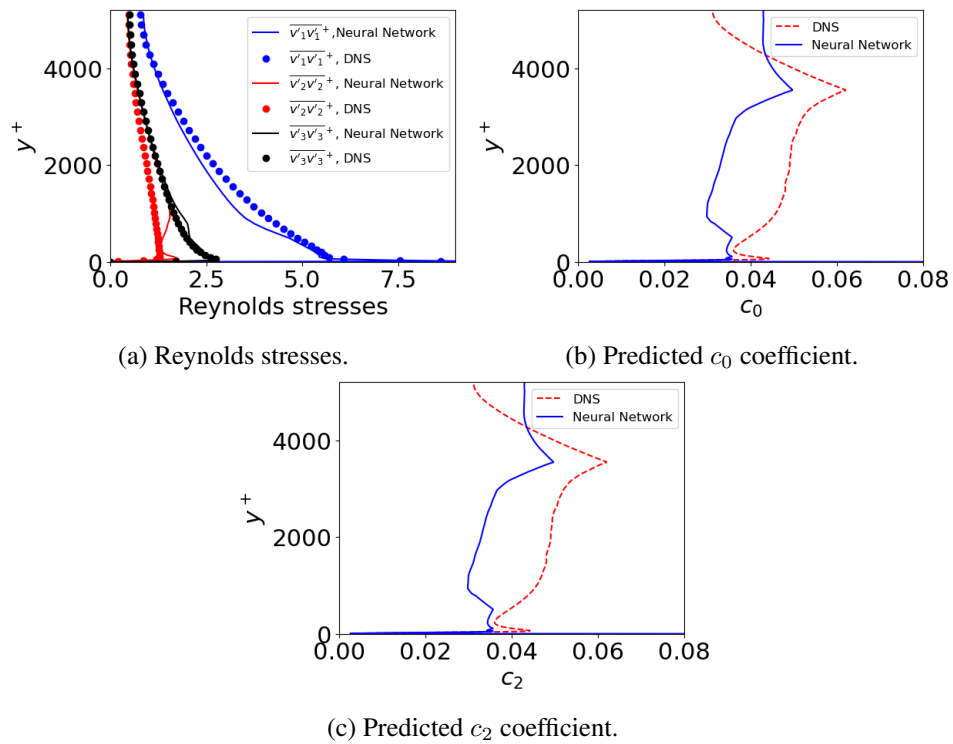 4000
2000
0
y⁺
0.0
2.5
5.0
7.5
Reynolds stresses
v′₁v′₁⁺,Neural Network
v′₁v′₁⁺, DNS
v′₂v′₂⁺, Neural Network
v′₂v′₂⁺, DNS
v′₃v′₃⁺, Neural Network
v′₃v′₃⁺, DNS
(a) Reynolds stresses.
4000
2000
0
y⁺
0.00
0.02
0.04
0.06
0.08
c₀
DNS
Neural Network
(b) Predicted c₀ coefficient.
4000
2000
0
y⁺
0.00
0.02
0.04
0.06
0.08
c₂
DNS
Neural Network
(c) Predicted c₂ coefficient.